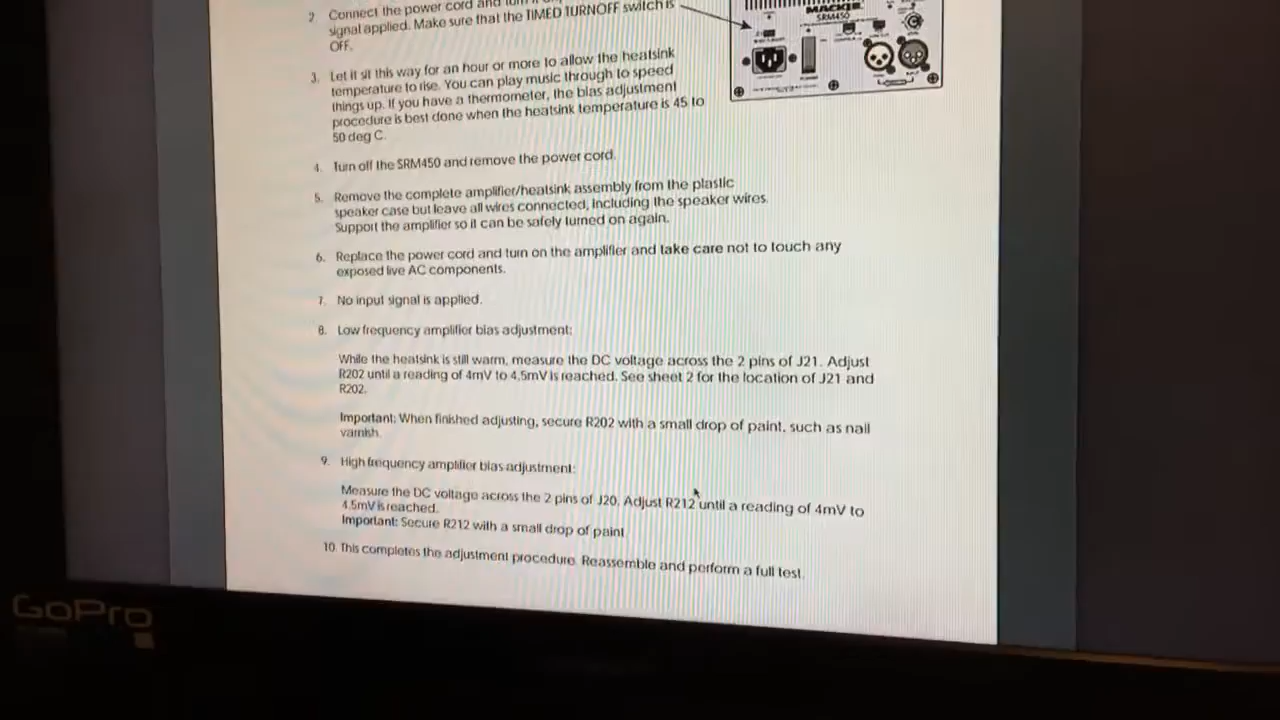 2. Connect the power cord and turn it
signal applied. Make sure that the TIMED TURNOFF switch is
OFF.
MACKIE
SRM450
3. Let it sit this way for an hour or more to allow the heatsink
temperature to rise. You can play music through to speed
things up. If you have a thermometer, the bias adjustment
procedure is best done when the heatsink temperature is 45 to
50 deg C.
4. Turn off the SRM450 and remove the power cord.
5. Remove the complete amplifier/heatsink assembly from the plastic
speaker case but leave all wires connected, including the speaker wires.
Support the amplifier so it can be safely turned on again.
6. Replace the power cord and turn on the amplifier and take care not to touch any
exposed live AC components.
7. No input signal is applied.
8. Low frequency amplifier bias adjustment:
While the heatsink is still warm, measure the DC voltage across the 2 pins of J21. Adjust
R202 until a reading of 4mV to 4.5mV is reached. See sheet 2 for the location of J21 and
R202.
Important: When finished adjusting, secure R202 with a small drop of paint, such as nail
varnish.
9. High frequency amplifier bias adjustment:
Measure the DC voltage across the 2 pins of J20. Adjust R212 until a reading of 4mV to
4.5mV is reached.
Important: Secure R212 with a small drop of paint
10. This completes the adjustment procedure. Reassemble and perform a full test.
GoPro